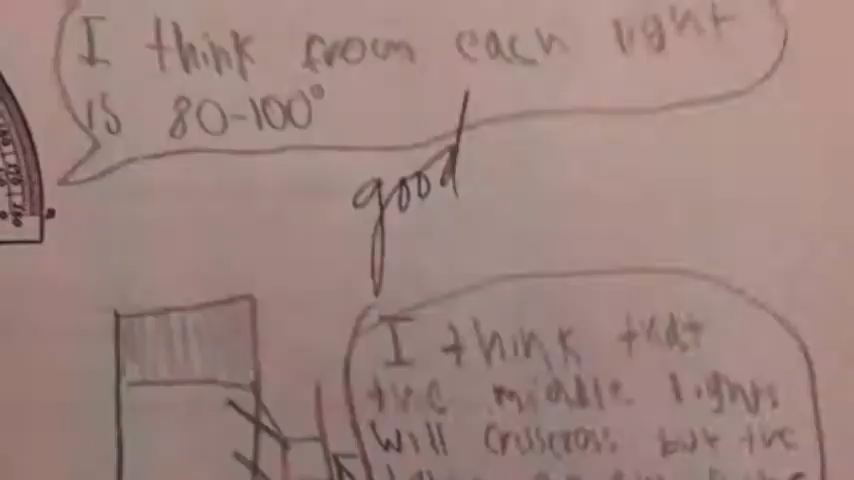 I think from each light
is 80-100°
good
I think that
the middle lights
will crisscross but the